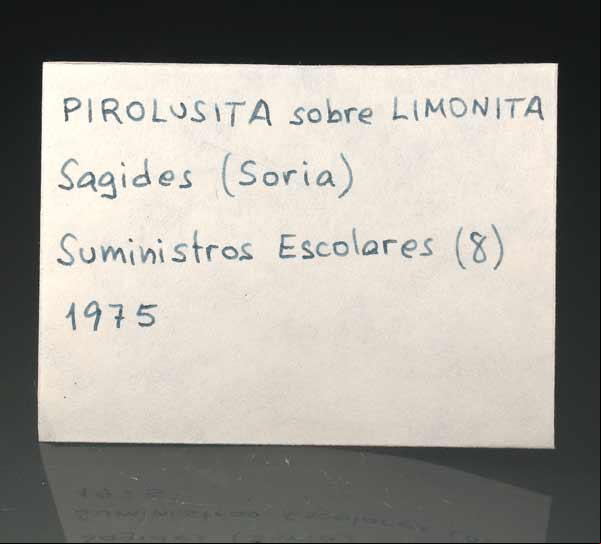 PIROLUSITA sobre LIMONITA
Sagides (Soria)
Suministros Escolares (8)
1975